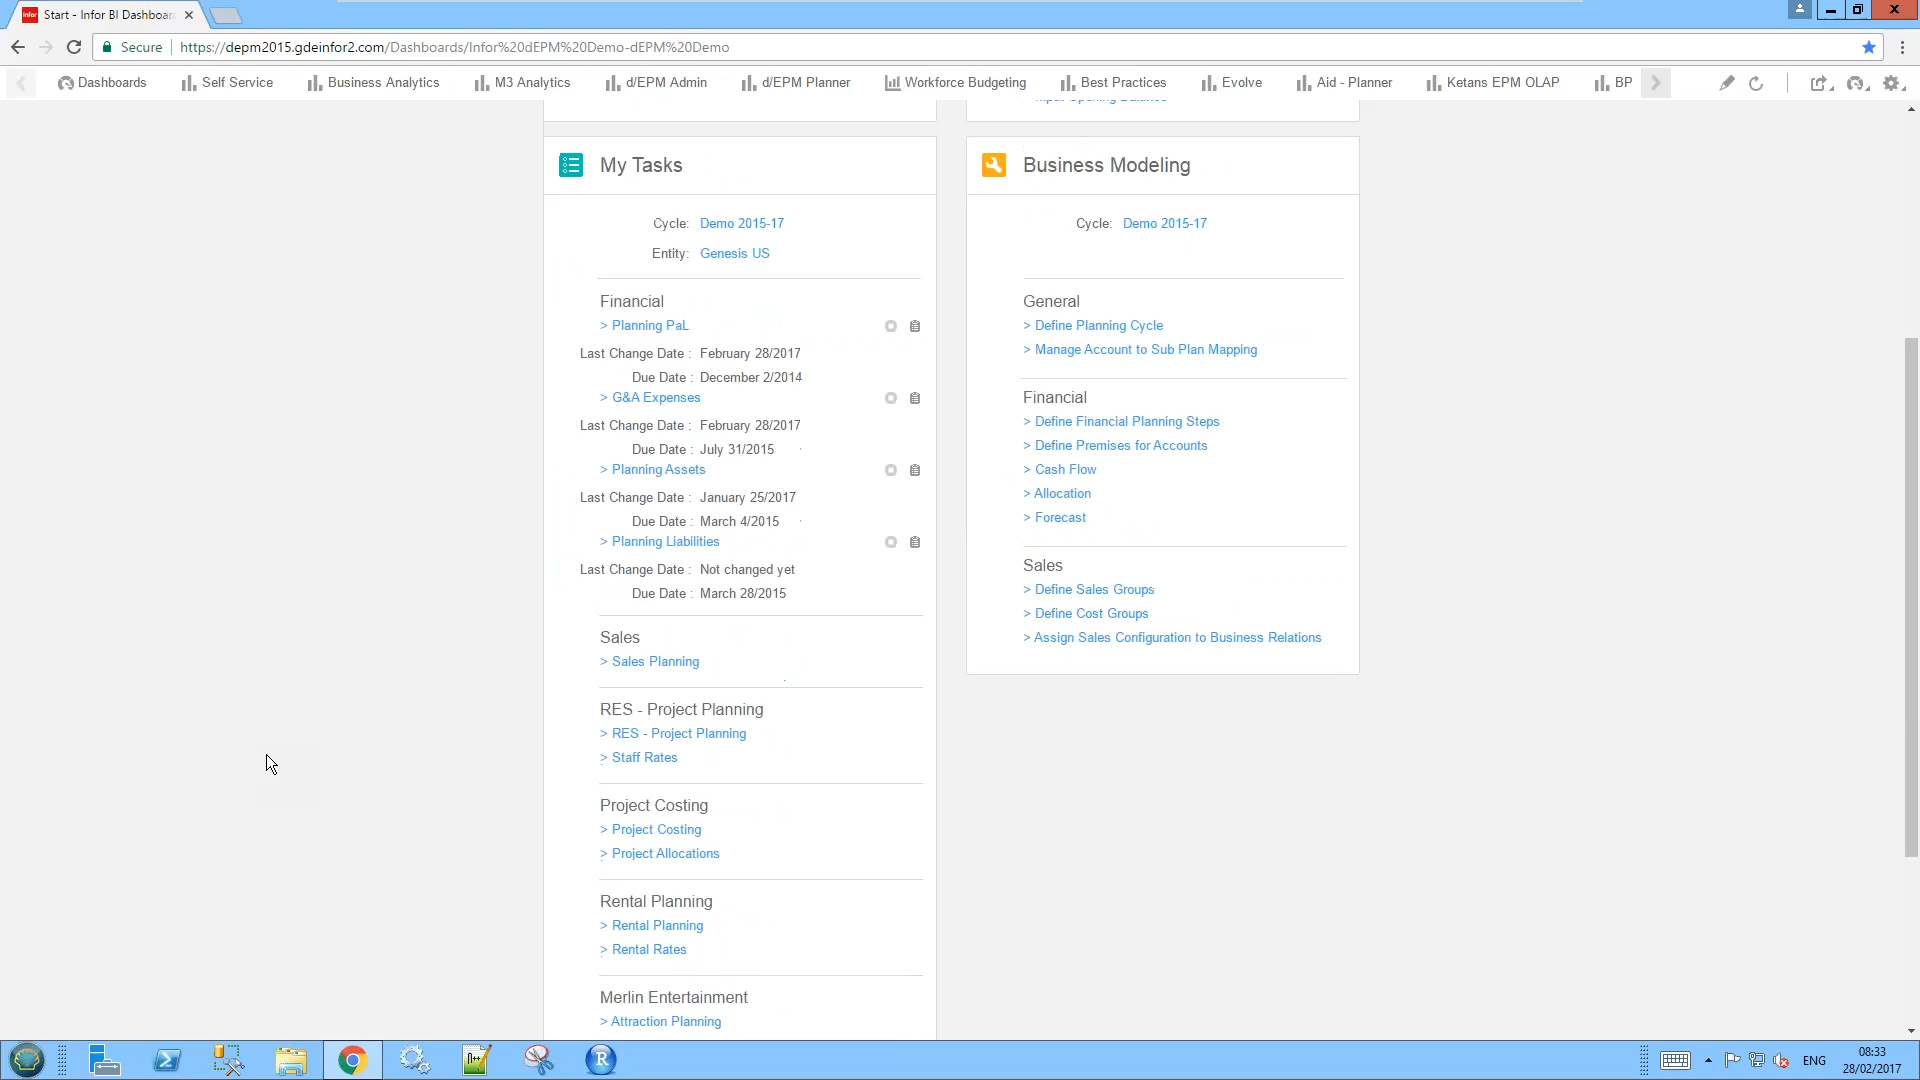 infor Start - Infor BI Dashboar
Secure https://depm2015.gdeinfor2.com/Dashboards/Infor%20dEPM%20Demo-dEPM%20Demo
Dashboards Self Service Business Analytics M3 Analytics d/EPM Admin d/EPM Planner Workforce Budgeting Best Practices Evolve Aid - Planner Ketans EPM OLAP BP
Input Opening Balance
My Tasks
Cycle: Demo 2015-17
Entity: Genesis US
Financial
> Planning PaL
Last Change Date : February 28/2017
Due Date : December 2/2014
> G&A Expenses
Last Change Date : February 28/2017
Due Date : July 31/2015
> Planning Assets
Last Change Date : January 25/2017
Due Date : March 4/2015
> Planning Liabilities
Last Change Date : Not changed yet
Due Date : March 28/2015
Sales
> Sales Planning
RES - Project Planning
> RES - Project Planning
> Staff Rates
Project Costing
> Project Costing
> Project Allocations
Rental Planning
> Rental Planning
> Rental Rates
Merlin Entertainment
> Attraction Planning
Business Modeling
Cycle: Demo 2015-17
General
> Define Planning Cycle
> Manage Account to Sub Plan Mapping
Financial
> Define Financial Planning Steps
> Define Premises for Accounts
> Cash Flow
> Allocation
> Forecast
Sales
> Define Sales Groups
> Define Cost Groups
> Assign Sales Configuration to Business Relations
R
ENG
08:33
28/02/2017